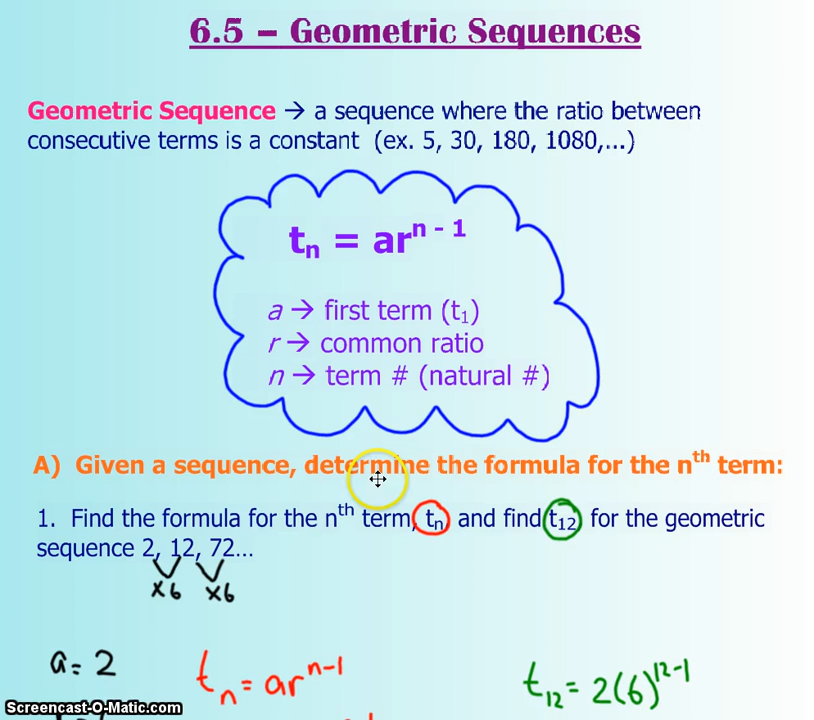 6.5 – Geometric Sequences
Geometric Sequence → a sequence where the ratio between
consecutive terms is a constant (ex. 5, 30, 180, 1080,...)
tₙ = arⁿ ⁻ ¹
a → first term (t₁)
r → common ratio
n → term # (natural #)
A) Given a sequence, determine the formula for the nᵗʰ term:
1. Find the formula for the nᵗʰ term, tₙ and find t₁₂ for the geometric
sequence 2, 12, 72...
x6 x6
a = 2 tₙ = arⁿ⁻¹ t₁₂ = 2(6)¹²⁻¹
Screencast-O-Matic.com